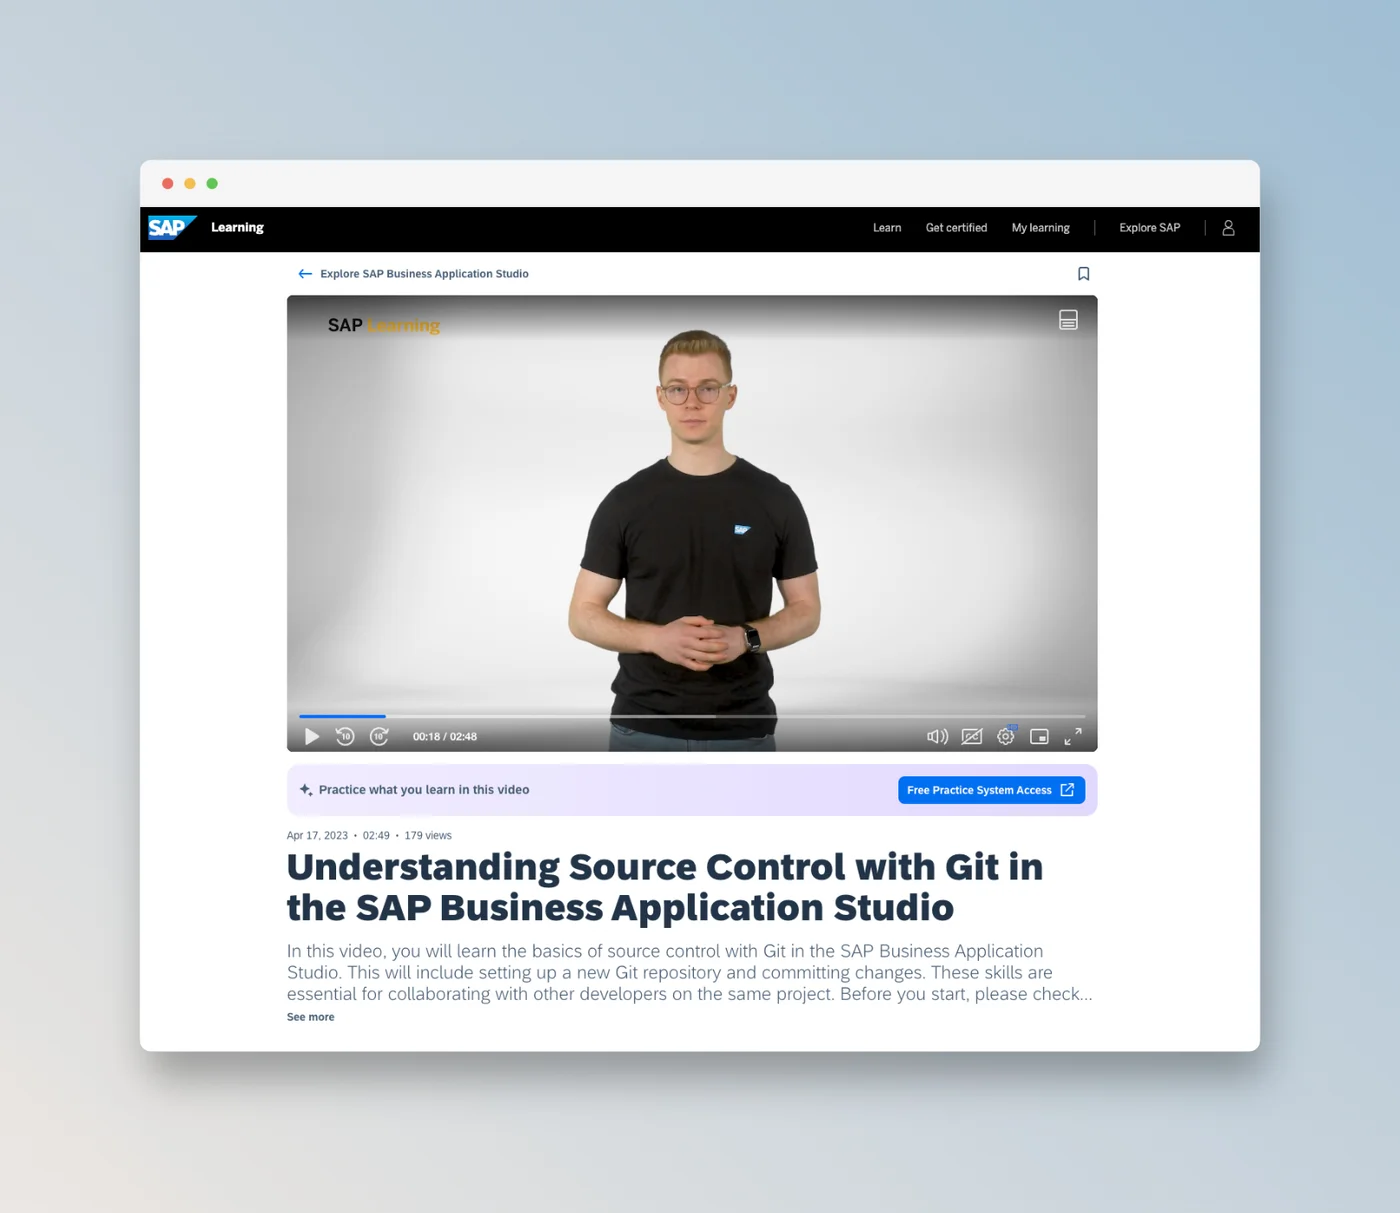 SAP Learning
Learn Get certified My learning Explore SAP
Explore SAP Business Application Studio
SAP Learning
SAP
10 10 00:18 / 02:48
Practice what you learn in this video
Free Practice System Access
Apr 17, 2023 • 02:49 • 179 views
Understanding Source Control with Git in
the SAP Business Application Studio
In this video, you will learn the basics of source control with Git in the SAP Business Application
Studio. This will include setting up a new Git repository and committing changes. These skills are
essential for collaborating with other developers on the same project. Before you start, please check...
See more